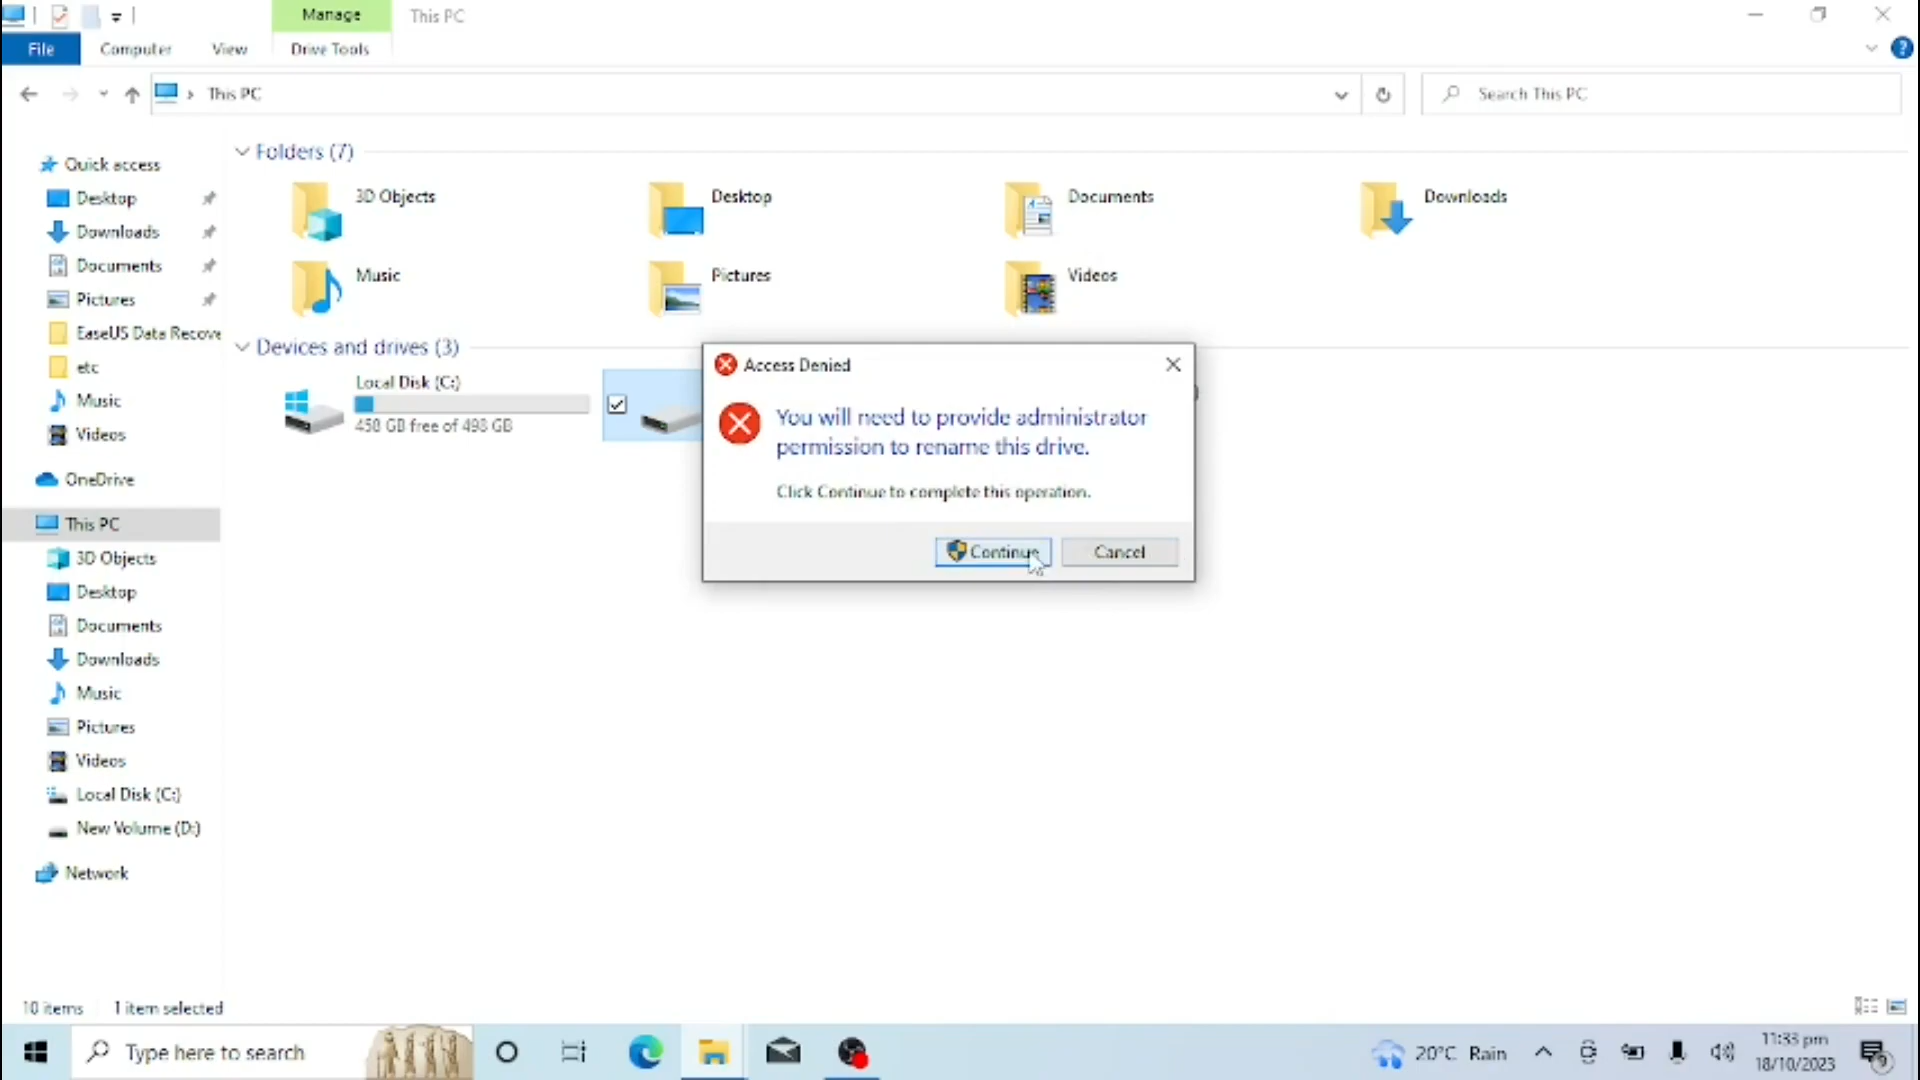 Manage
This PC
File
Computer
View
Drive Tools
This PC
Search This PC
Quick access
Desktop
Downloads
Documents
Pictures
EaseUS Data Recove
etc
Music
Videos
OneDrive
This PC
3D Objects
Desktop
Documents
Downloads
Music
Pictures
Videos
Local Disk (C:)
New Volume (D:)
Network
Folders (7)
3D Objects
Desktop
Documents
Downloads
Music
Pictures
Videos
Devices and drives (3)
Local Disk (C:)
458 GB free of 498 GB
Access Denied
You will need to provide administrator
permission to rename this drive.
Click Continue to complete this operation.
Continue
Cancel
10 items
1 item selected
Type here to search
20°C Rain
11:33 pm
18/10/2023
9